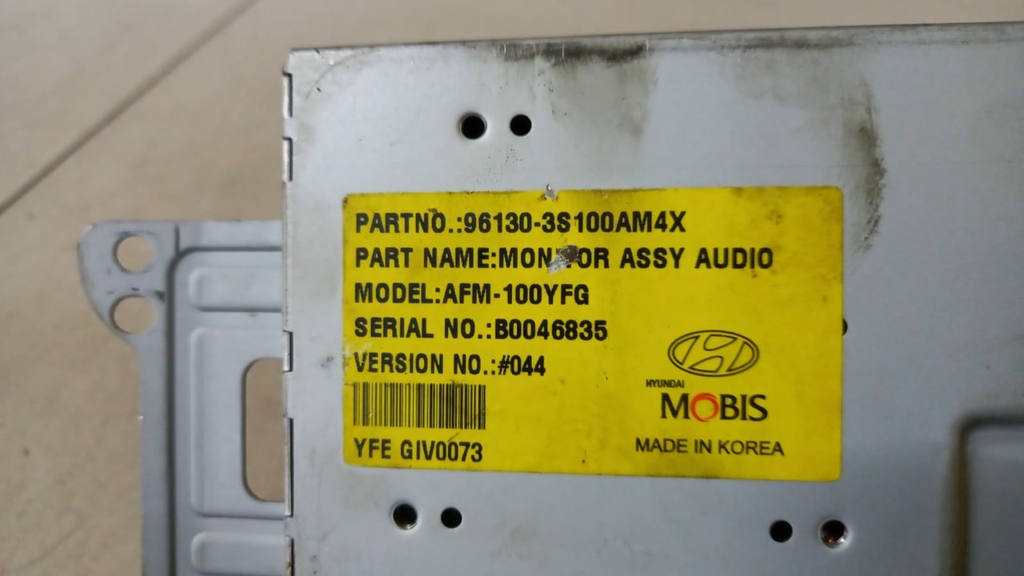 PARTNO.:96130-3S100AM4X
PART NAME:MONITOR ASSY AUDIO
MODEL:AFM-100YFG
SERIAL NO.:B0046835
VERSION NO.:#044
HYUNDAI
MOBIS
YFE GIV0073
MADE IN KOREA